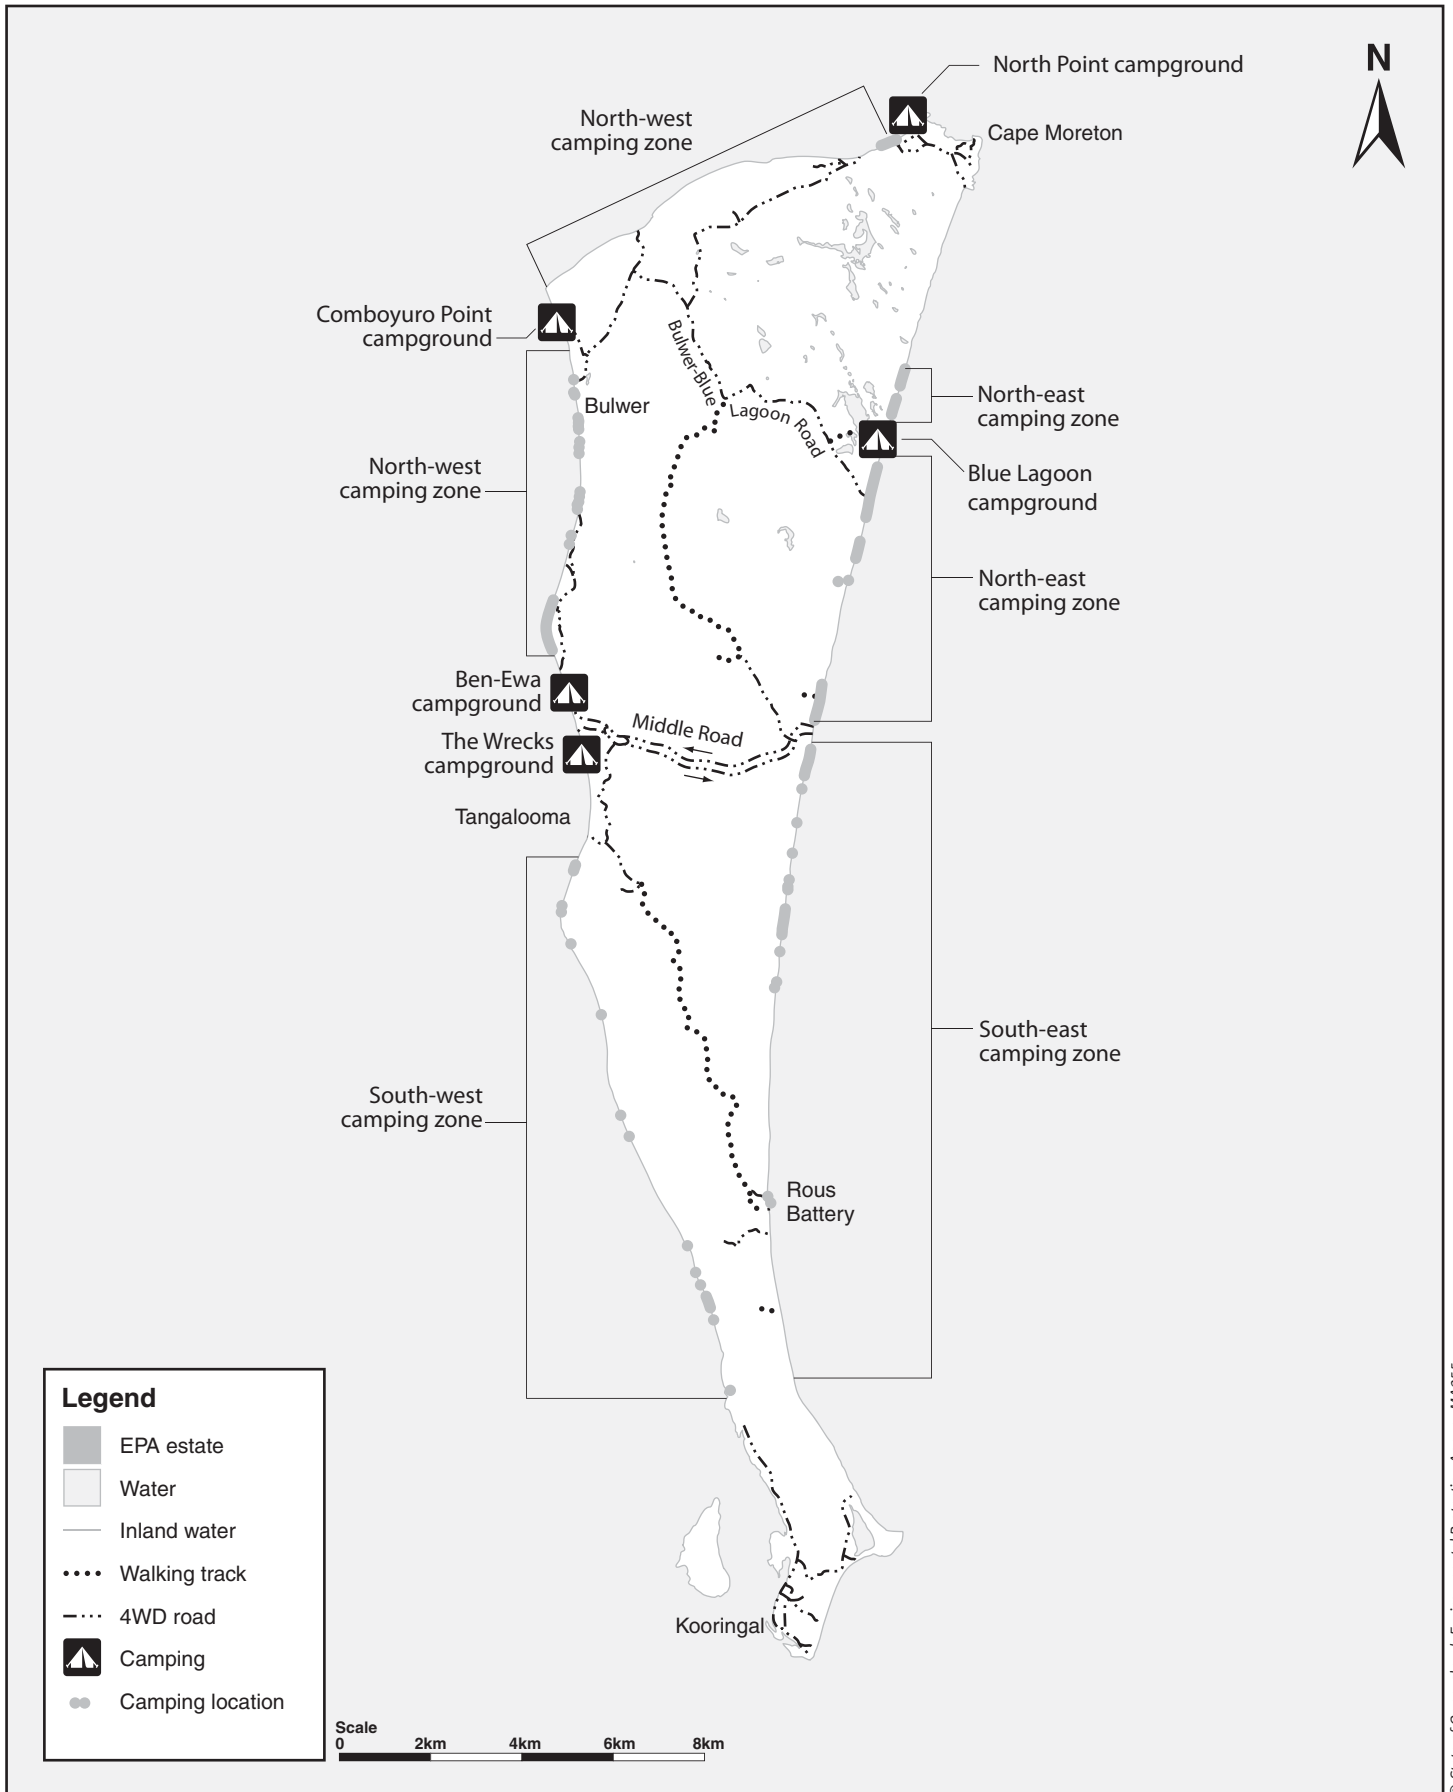 N
North Point campground
Cape Moreton
North-west
camping zone
Comboyuro Point
campground
Bulwer
Bulwer-Blue
Lagoon Road
North-east
camping zone
Blue Lagoon
campground
North-west
camping zone
North-east
camping zone
Ben-Ewa
campground
Middle Road
The Wrecks
campground
Tangalooma
South-east
camping zone
South-west
camping zone
Rous
Battery
Kooringal
Legend
EPA estate
Water
Inland water
Walking track
4WD road
Camping
Camping location
Scale
0 2km 4km 6km 8km